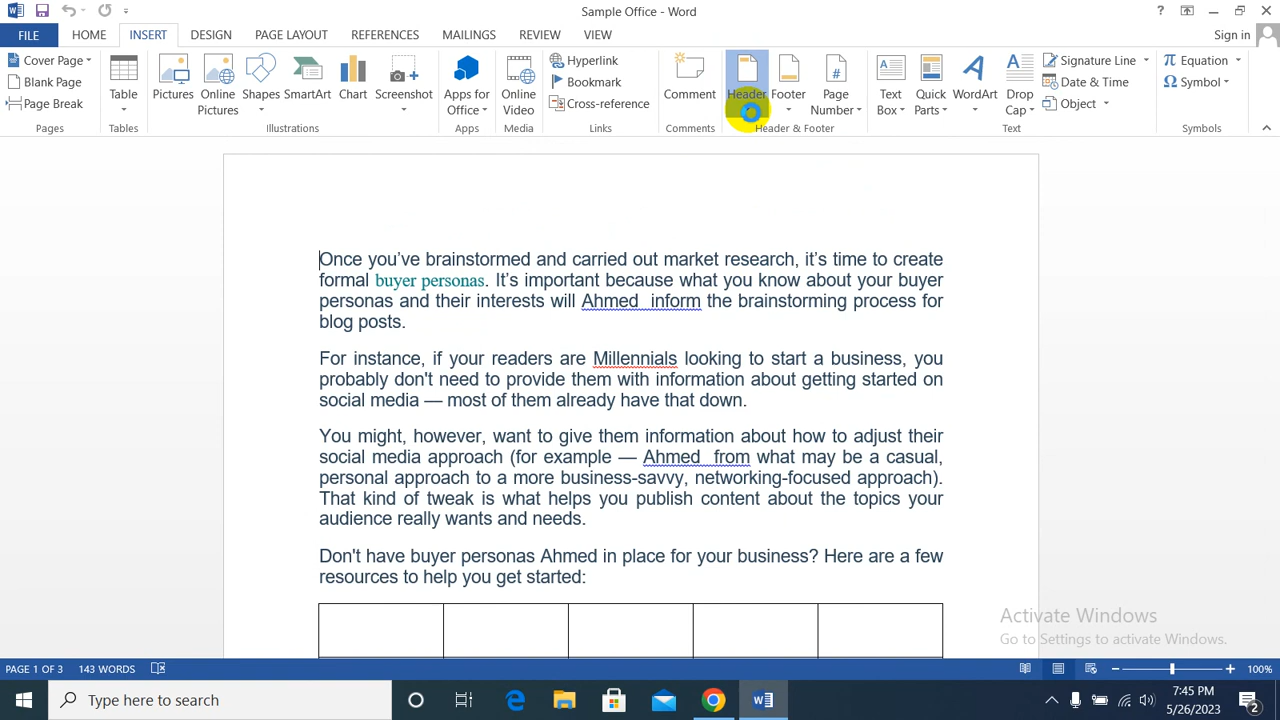 Sample Office - Word
?
FILE HOME INSERT DESIGN PAGE LAYOUT REFERENCES MAILINGS REVIEW VIEW Sign in
Cover Page
Blank Page
Page Break
Pages
Table
Tables
Pictures
Online Pictures
Shapes
SmartArt
Chart
Screenshot
Illustrations
Apps for Office
Apps
Online Video
Media
Hyperlink
Bookmark
Cross-reference
Links
Comment
Comments
Header
Footer
Page Number
Header & Footer
Text Box
Quick Parts
WordArt
Drop Cap
Signature Line
Date & Time
Object
Text
Equation
Symbol
Symbols
Once you’ve brainstormed and carried out market research, it’s time to create
formal buyer personas. It’s important because what you know about your buyer
personas and their interests will Ahmed inform the brainstorming process for
blog posts.
For instance, if your readers are Millennials looking to start a business, you
probably don't need to provide them with information about getting started on
social media — most of them already have that down.
You might, however, want to give them information about how to adjust their
social media approach (for example — Ahmed from what may be a casual,
personal approach to a more business-savvy, networking-focused approach).
That kind of tweak is what helps you publish content about the topics your
audience really wants and needs.
Don't have buyer personas Ahmed in place for your business? Here are a few
resources to help you get started:
Activate Windows
Go to Settings to activate Windows.
PAGE 1 OF 3 143 WORDS 100%
Type here to search
7:45 PM
5/26/2023
2